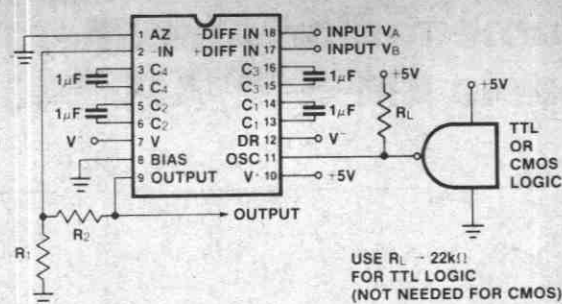 1 AZ
2 -IN
3 C4
4 C4
5 C2
6 C2
7 V-
8 BIAS
9 OUTPUT
-DIFF IN 18
+DIFF IN 17
C3 16
C3 15
C1 14
C1 13
DR 12
OSC 11
V- 10
INPUT VA
INPUT VB
1µF
1µF
1µF
1µF
V-
V-
+5V
+5V
+5V
RL
TTL
OR
CMOS
LOGIC
OUTPUT
R2
R1
USE RL - 22kΩ
FOR TTL LOGIC
(NOT NEEDED FOR CMOS)